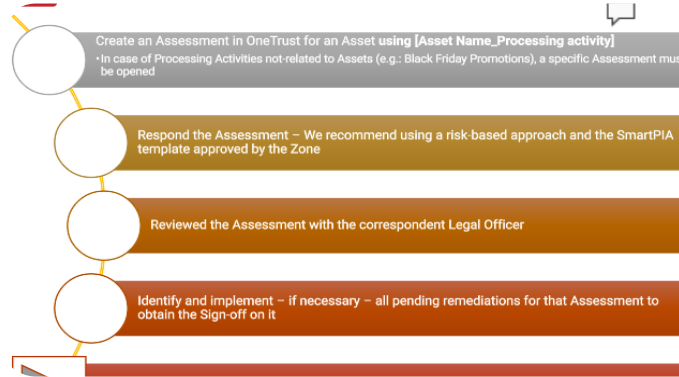 Create an Assessment in OneTrust for an Asset using [Asset Name_Processing activity]
•In case of Processing Activities not-related to Assets (e.g.: Black Friday Promotions), a specific Assessment
be opened
Respond the Assessment – We recommend using a risk-based approach and the SmartPIA
template approved by the Zone
Reviewed the Assessment with the correspondent Legal Officer
Identify and implement – if necessary – all pending remediations for that Assessment to
obtain the Sign-off on it